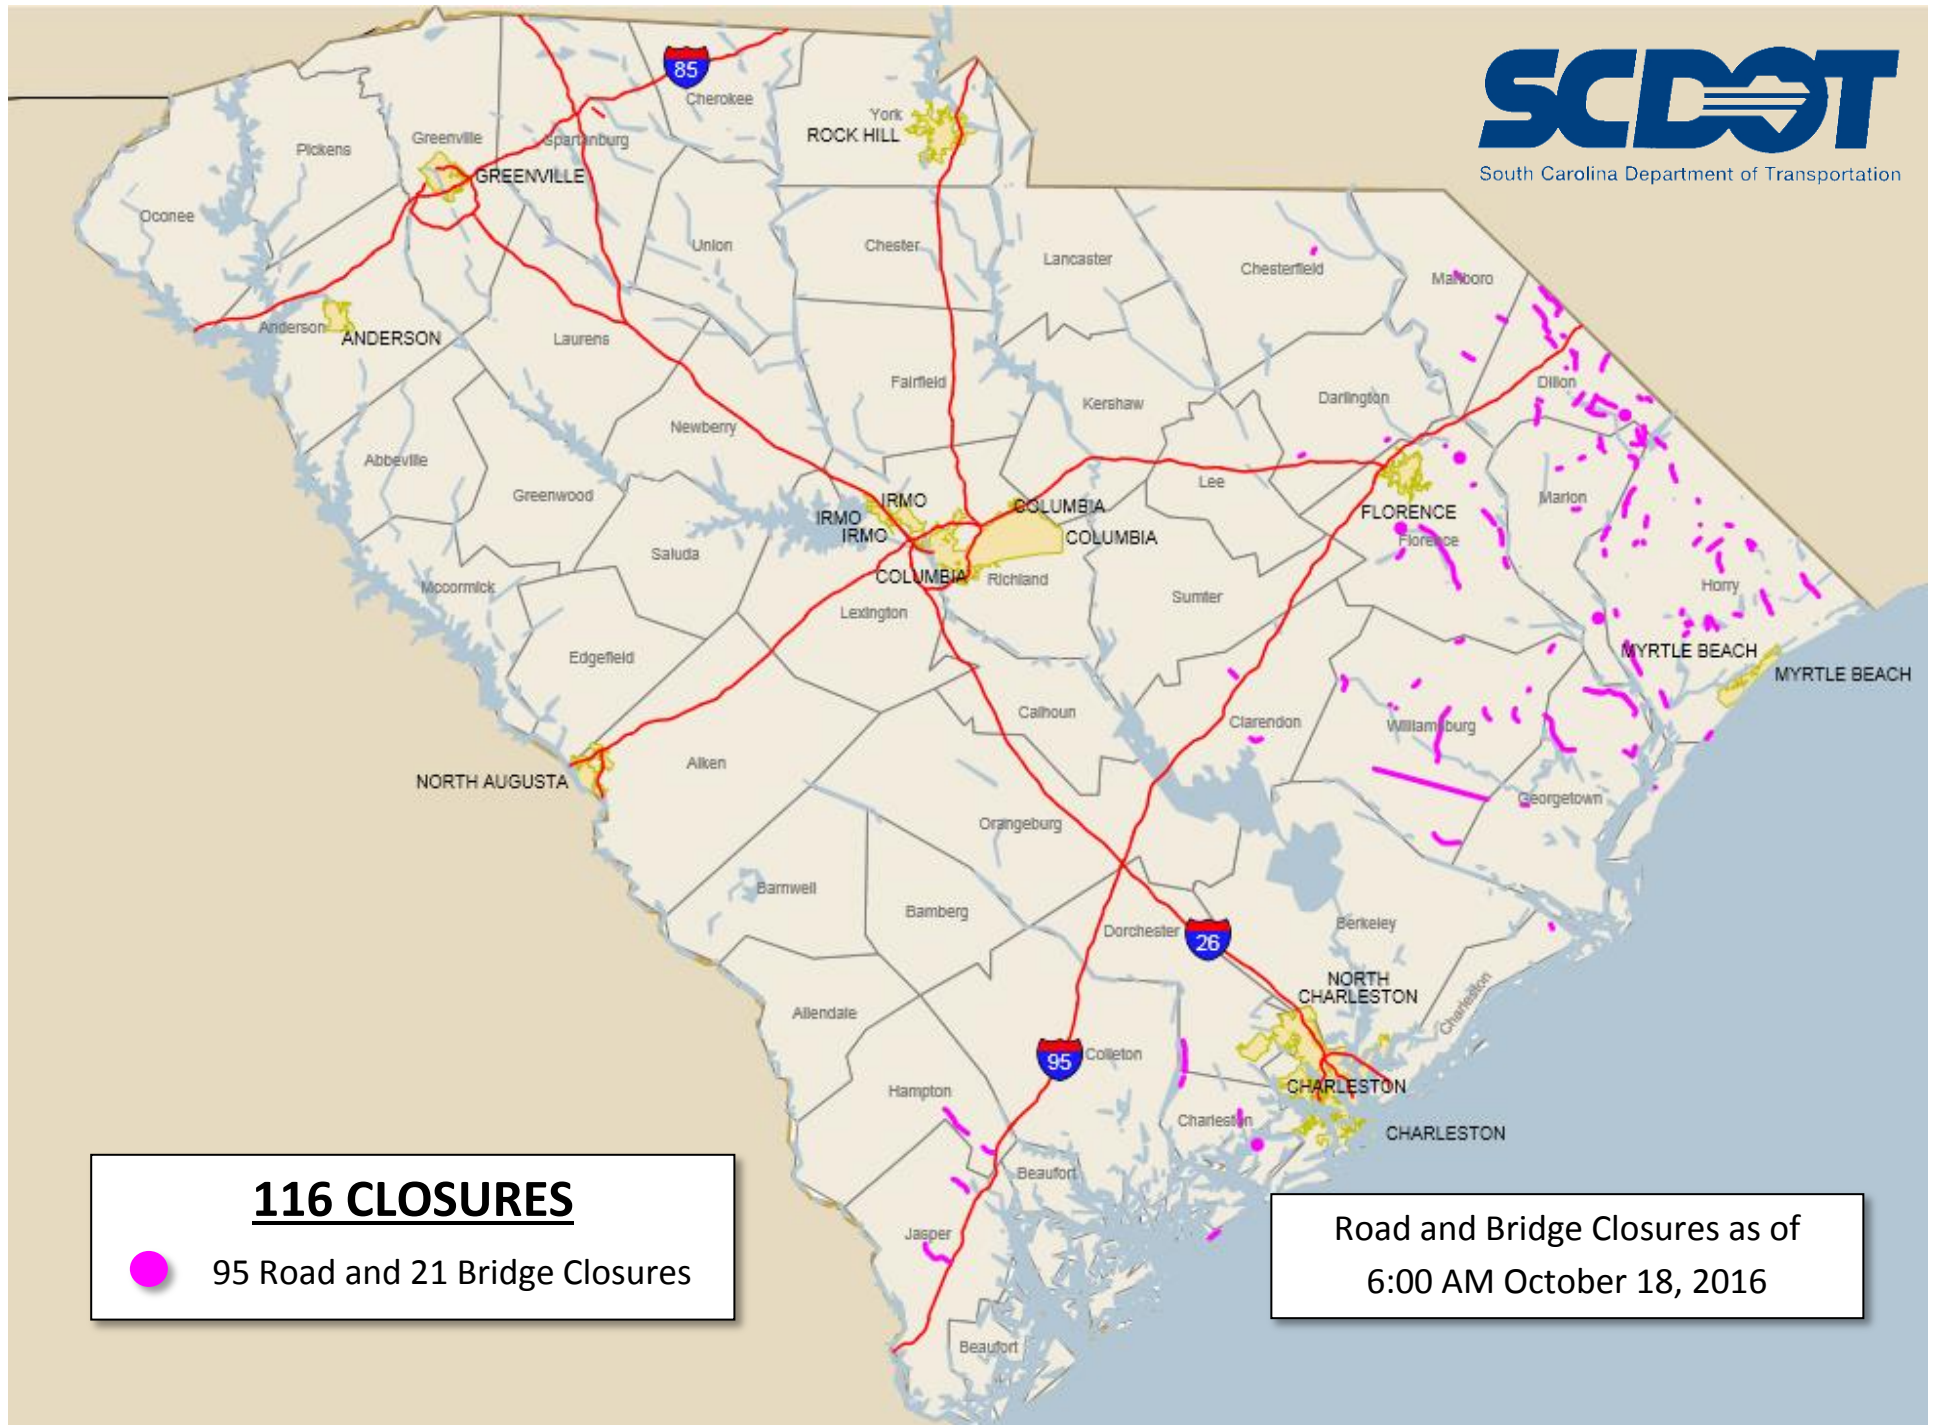 SCDOT
South Carolina Department of Transportation
85
Cherokee
York
ROCK HILL
Greenville
Spartanburg
Pickens
GREENVILLE
Oconee
Union
Chester
Lancaster
Chesterfield
Marlboro
Anderson
ANDERSON
Laurens
Fairfield
Kershaw
Darlington
Dillon
Newberry
Abbeville
Greenwood
Lee
Marion
IRMO
IRMO
IRMO
COLUMBIA
COLUMBIA
FLORENCE
Florence
Saluda
COLUMBIA
Richland
Mccormick
Lexington
Sumter
Horry
Edgefield
MYRTLE BEACH
MYRTLE BEACH
Calhoun
Clarendon
Williamsburg
Aiken
NORTH AUGUSTA
Georgetown
Orangeburg
Barnwell
Bamberg
Dorchester
26
Berkeley
NORTH
CHARLESTON
Charleston
Allendale
95
Colleton
Hampton
CHARLESTON
Charleston
CHARLESTON
Beaufort
Jasper
Beaufort
116 CLOSURES
95 Road and 21 Bridge Closures
Road and Bridge Closures as of
6:00 AM October 18, 2016